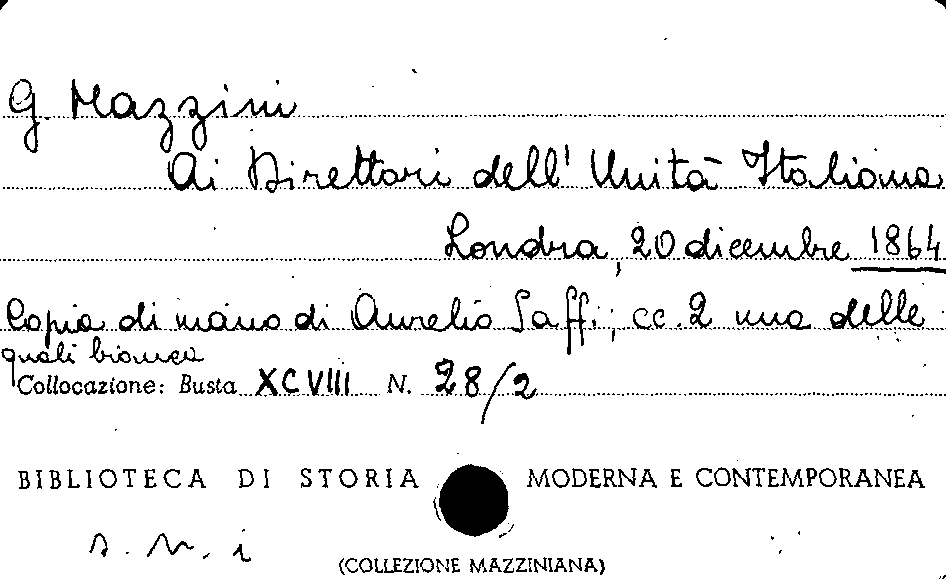 G. Mazzini
Ai Direttori dell'Unità Italiana
Londra, 20 dicembre 1864
Copia di mano di Aurelio Saffi; cc. 2 una delle
quali bianca
Collocazione: Busta XCVIII N. 28/2
BIBLIOTECA DI STORIA MODERNA E CONTEMPORANEA
s. n. i
(COLLEZIONE MAZZINIANA)